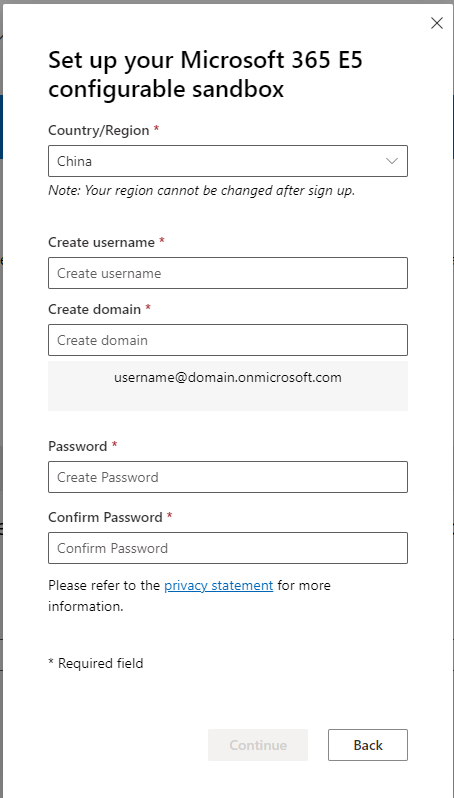 Set up your Microsoft 365 E5
configurable sandbox
Country/Region *
China
Note: Your region cannot be changed after sign up.
Create username *
Create username
Create domain *
Create domain
username@domain.onmicrosoft.com
Password *
Create Password
Confirm Password *
Confirm Password
Please refer to the privacy statement for more
information.
* Required field
Continue
Back